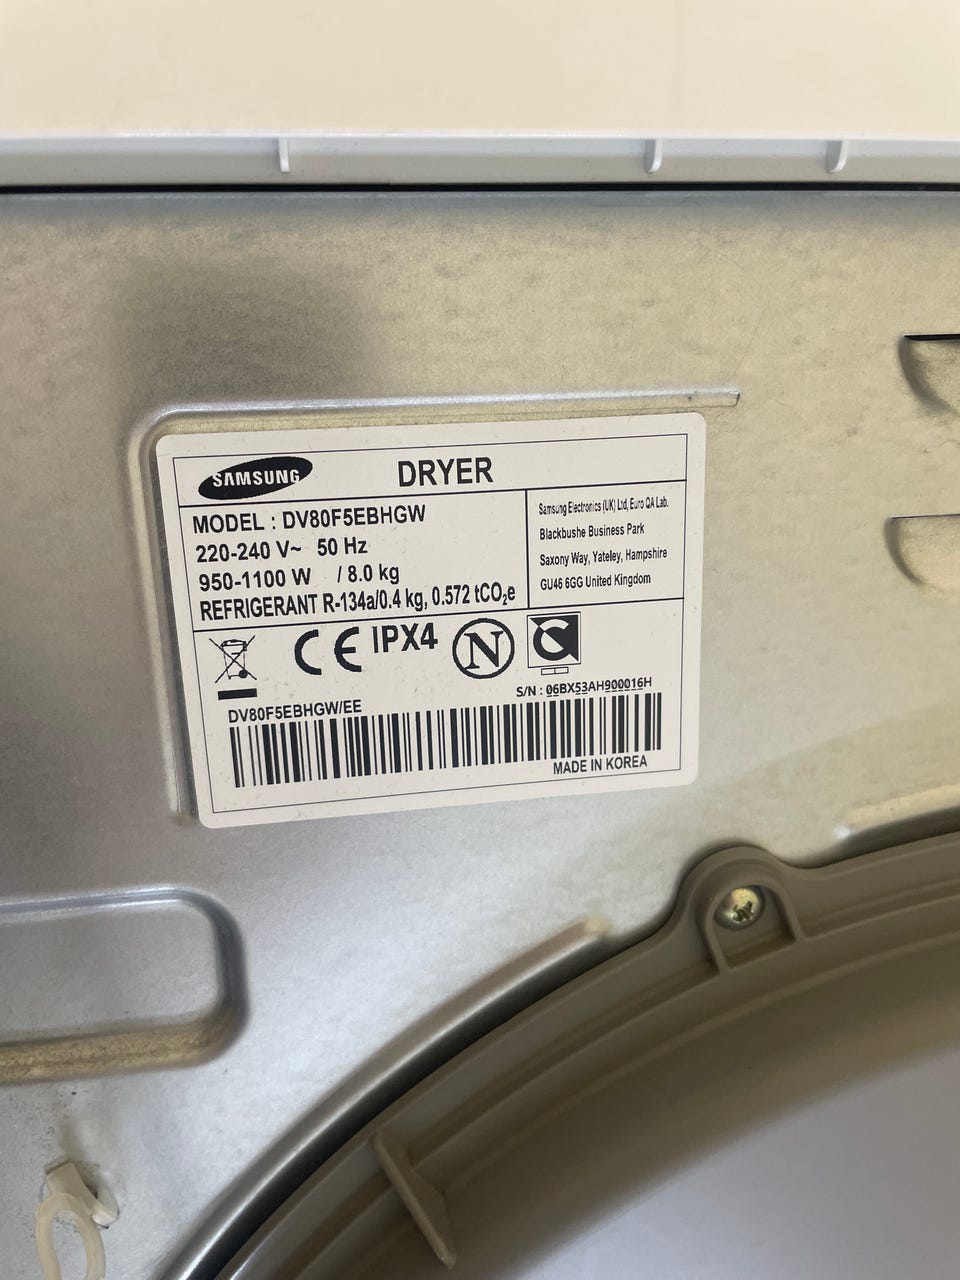 SAMSUNG DRYER
MODEL : DV80F5EBHGW
220-240 V~ 50 Hz
950-1100 W / 8.0 kg
REFRIGERANT R-134a/0.4 kg, 0.572 tCO₂e
Samsung Electronics (UK) Ltd, Euro QA Lab.
Blackbushe Business Park
Saxony Way, Yateley, Hampshire
GU46 6GG United Kingdom
CE IPX4 N
S/N : 06BX53AH900016H
DV80F5EBHGW/EE
MADE IN KOREA